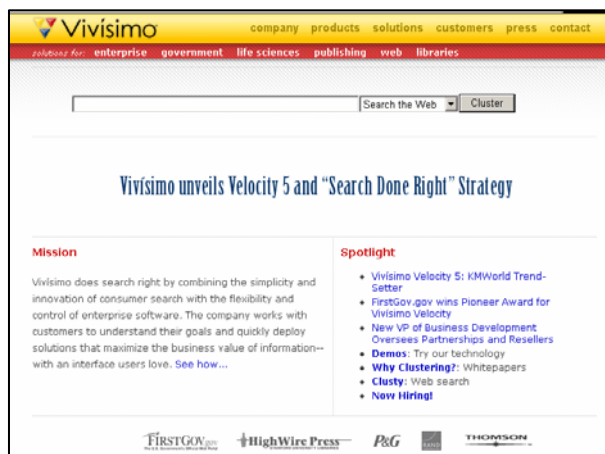 Vivísimo
company products solutions customers press contact
solutions for: enterprise government life sciences publishing web libraries
Search the Web Cluster
Vivísimo unveils Velocity 5 and “Search Done Right” Strategy
Mission
Vivísimo does search right by combining the simplicity and
innovation of consumer search with the flexibility and
control of enterprise software. The company works with
customers to understand their goals and quickly deploy
solutions that maximize the business value of information--
with an interface users love. See how...
Spotlight
Vivísimo Velocity 5: KMWorld Trend-
Setter
FirstGov.gov wins Pioneer Award for
Vivísimo Velocity
New VP of Business Development
Oversees Partnerships and Resellers
Demos: Try our technology
Why Clustering?: Whitepapers
Clusty: Web search
Now Hiring!
FIRSTGOV.gov HighWire Press P&G RAND THOMSON